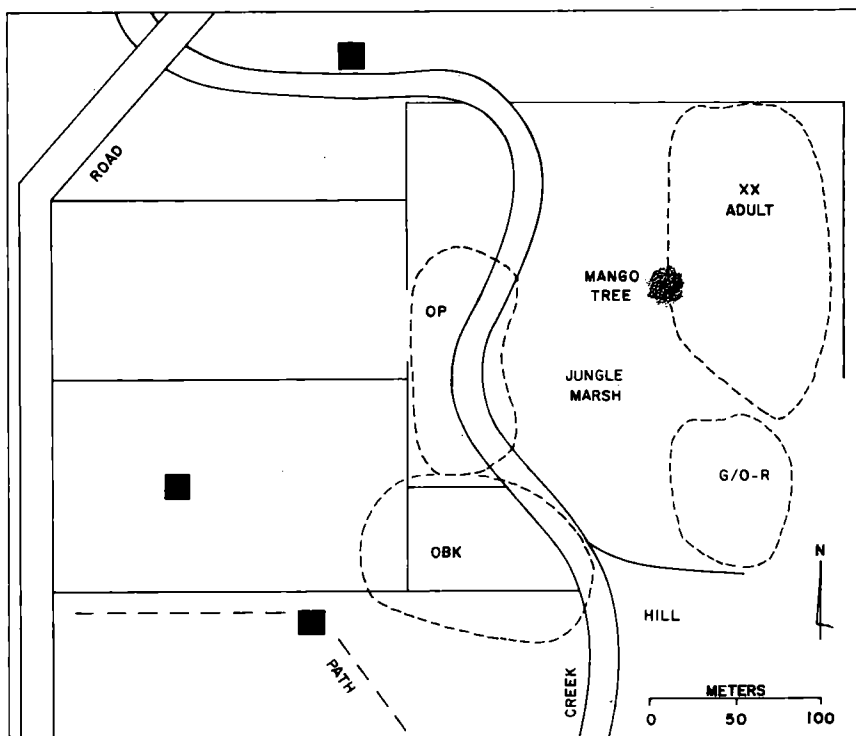 ROAD
XX
ADULT
MANGO
TREE
OP
JUNGLE
MARSH
G/O-R
OBK
N
HILL
PATH
CREEK
METERS
0 50 100